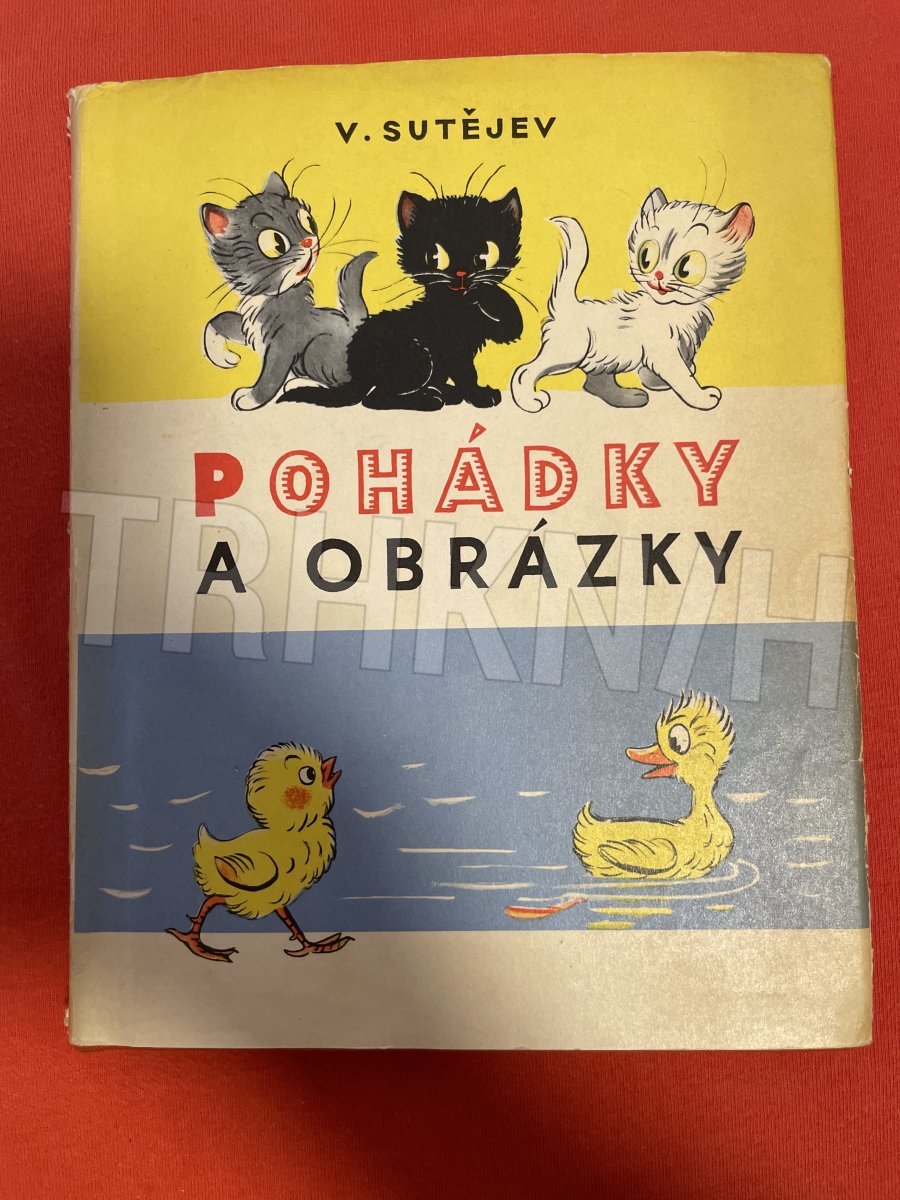 V. SUTĚJEV
POHÁDKY
A OBRÁZKY
TRHKNIH